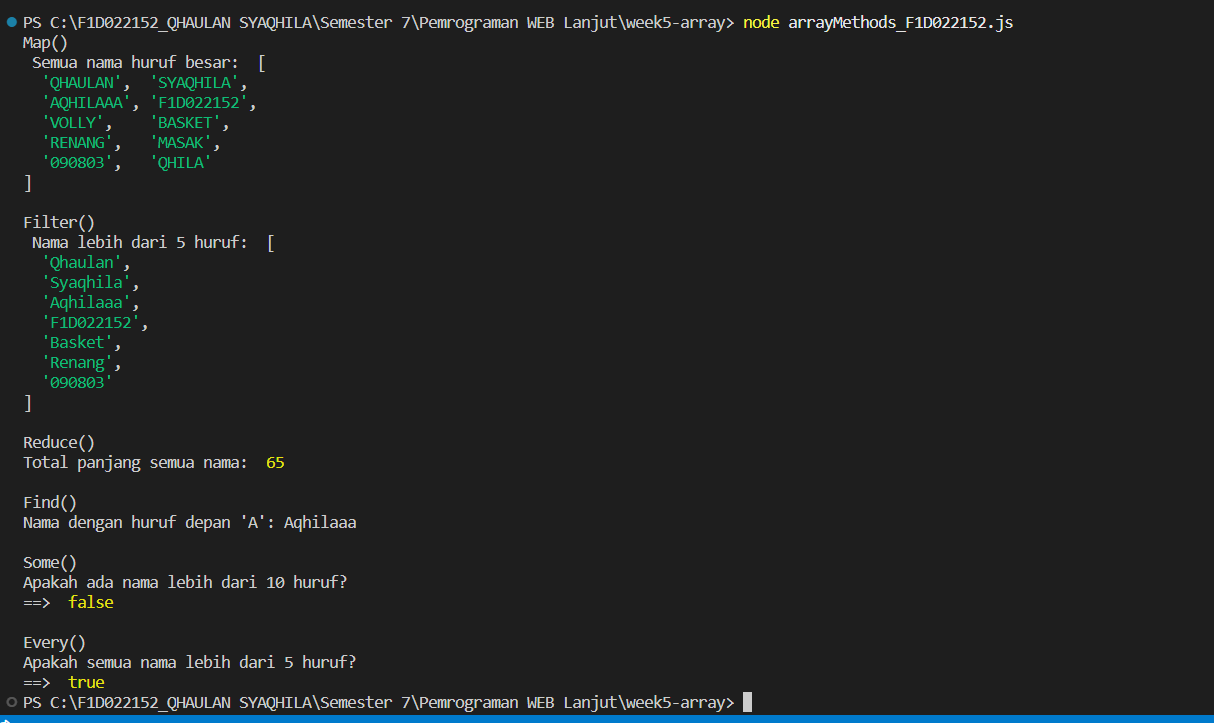 PS C:\F1D022152_QHAULAN SYAQHILA\Semester 7\Pemrograman WEB Lanjut\week5-array> node arrayMethods_F1D022152.js
Map()
 Semua nama huruf besar:  [
  'QHAULAN',  'SYAQHILA',
  'AQHILAAA', 'F1D022152',
  'VOLLY',    'BASKET',
  'RENANG',   'MASAK',
  '090803',   'QHILA'
]

Filter()
 Nama lebih dari 5 huruf:  [
  'Qhaulan',
  'Syaqhila',
  'Aqhilaaa',
  'F1D022152',
  'Basket',
  'Renang',
  '090803'
]

Reduce()
Total panjang semua nama:  65

Find()
Nama dengan huruf depan 'A': Aqhilaaa

Some()
Apakah ada nama lebih dari 10 huruf?
==>  false

Every()
Apakah semua nama lebih dari 5 huruf?
==>  true
PS C:\F1D022152_QHAULAN SYAQHILA\Semester 7\Pemrograman WEB Lanjut\week5-array>